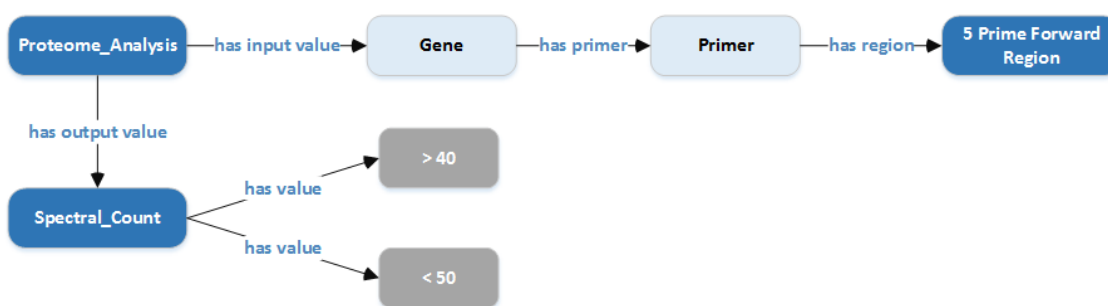 Proteome_Analysis
has input value
Gene
has primer
Primer
has region
5 Prime Forward
Region
has output value
> 40
has value
Spectral_Count
has value
< 50